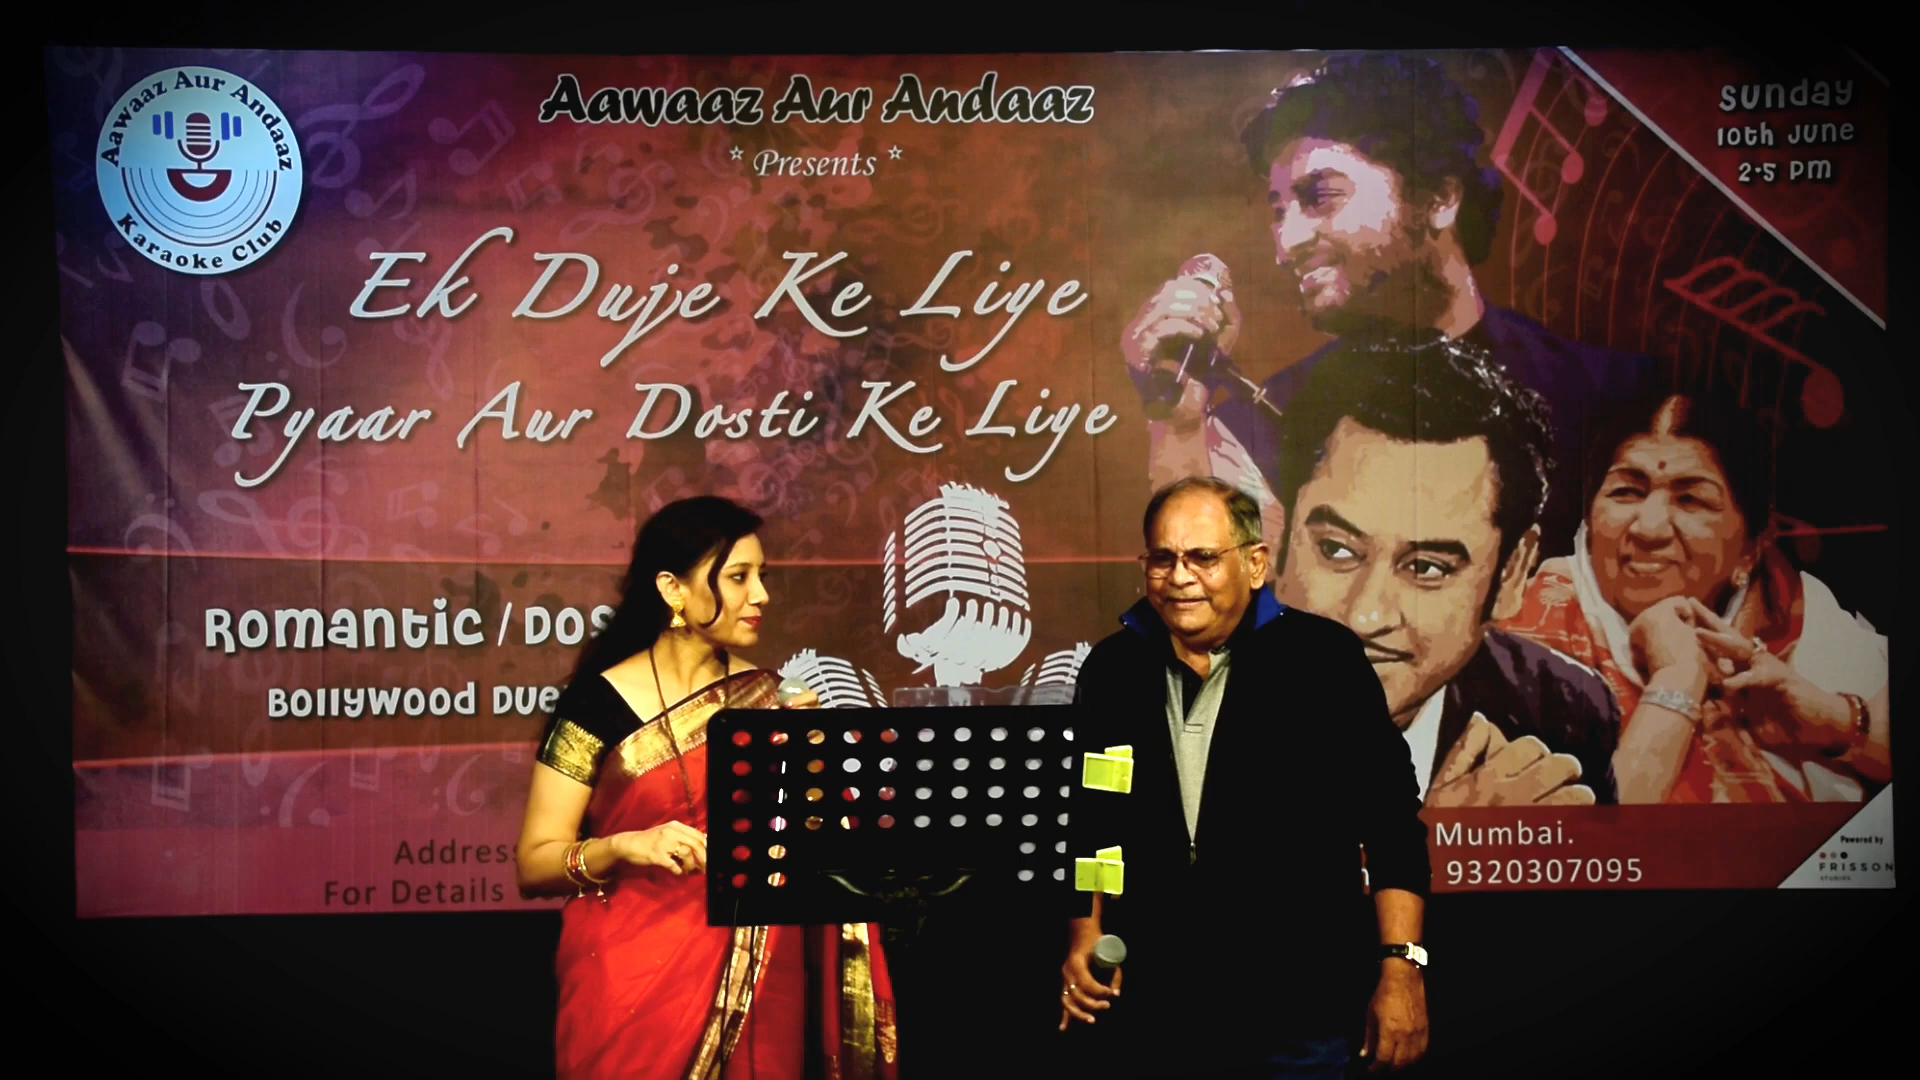 Aawaaz Aur Andaaz
Karaoke Club
Aawaaz Aur Andaaz
Presents
Sunday
10th June
2-5 pm
Ek Duje Ke Liye
Pyaar Aur Dosti Ke Liye
Romantic / Dos
Bollywood Due
Address
Mumbai.
For Details
9320307095
Powered by
FRISSON
STUDIOS